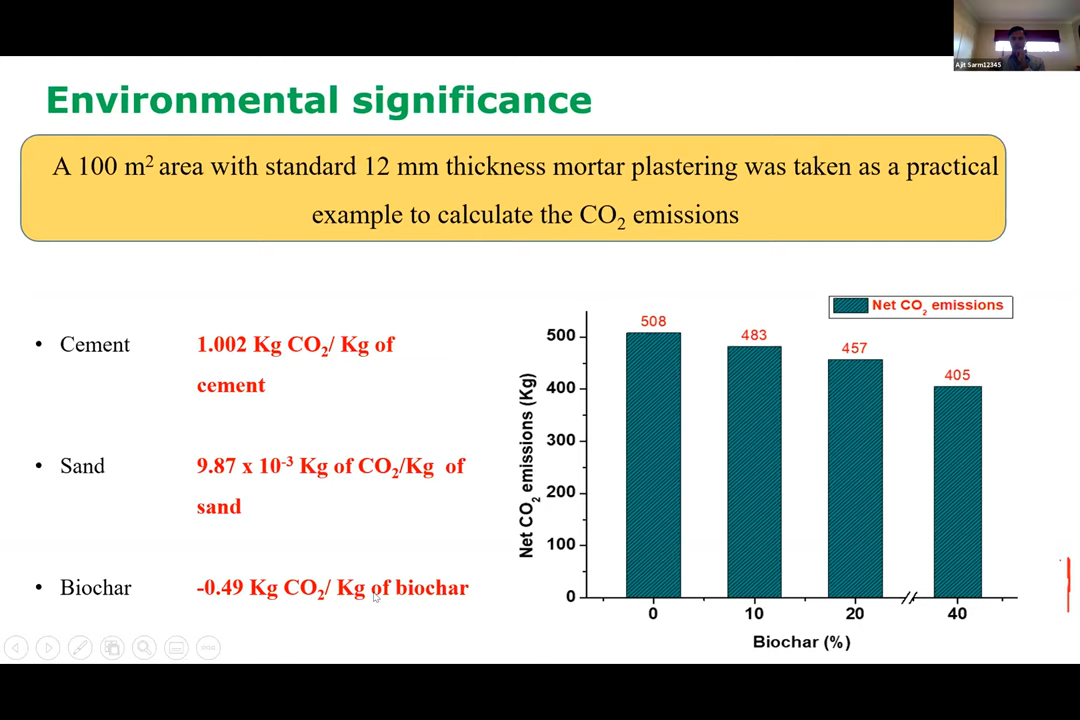 Ajit Sarm12345
Environmental significance
A 100 m² area with standard 12 mm thickness mortar plastering was taken as a practical
example to calculate the CO₂ emissions
• Cement 1.002 Kg CO₂/ Kg of
cement
• Sand 9.87 x 10⁻³ Kg of CO₂/Kg of
sand
• Biochar -0.49 Kg CO₂/ Kg of biochar
Net CO₂ emissions
Net CO₂ emissions (Kg)
500
400
300
200
100
0
508
483
457
405
0 10 20 40
Biochar (%)